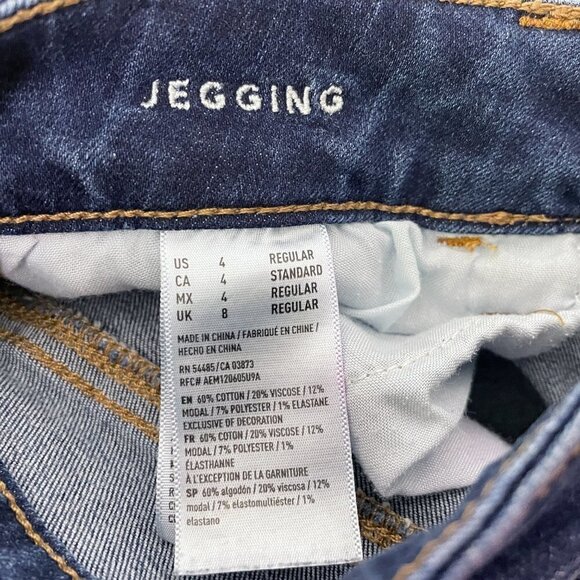 JEGGING
US 4 REGULAR
CA 4 STANDARD
MX 4 REGULAR
UK 8 REGULAR
MADE IN CHINA / FABRIQUÉ EN CHINE /
HECHO EN CHINA
RN 54485/CA 03873
RFC# AEM120605U9A
EN 60% COTTON / 20% VISCOSE / 12%
MODAL / 7% POLYESTER / 1% ELASTANE
EXCLUSIVE OF DECORATION
FR 60% COTON / 20% VISCOSE / 12%
MODAL / 7% POLYESTER / 1%
ÉLASTHANNE
À L'EXCEPTION DE LA GARNITURE
SP 60% algodón / 20% viscosa / 12%
modal / 7% elastomultiéster / 1%
elastano